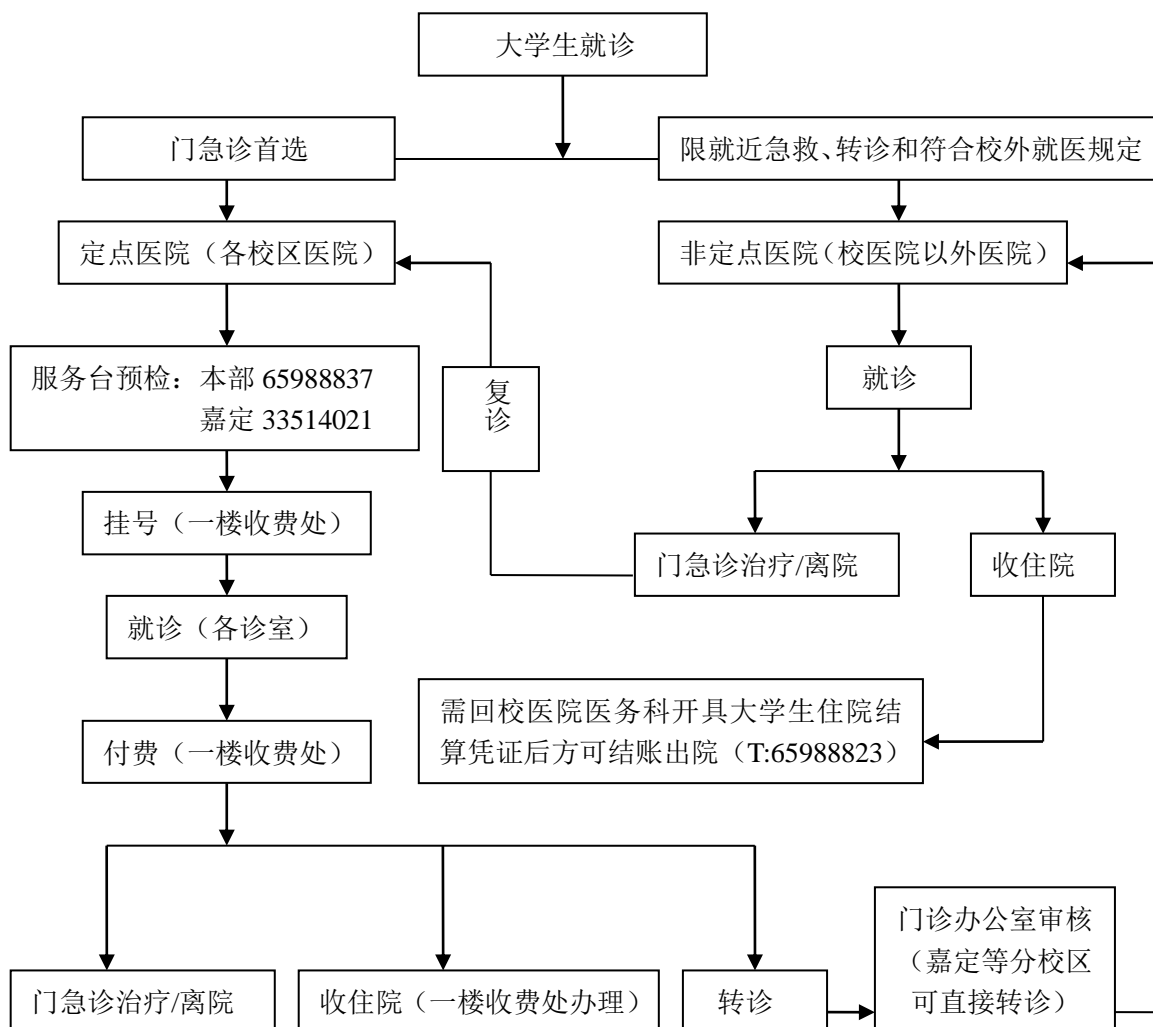 大学生就诊
门急诊首选
限就近急救、转诊和符合校外就医规定
定点医院（各校区医院）
非定点医院（校医院以外医院）
服务台预检：本部 65988837
嘉定 33514021
复
诊
就诊
挂号（一楼收费处）
门急诊治疗/离院
收住院
就诊（各诊室）
需回校医院医务科开具大学生住院结
算凭证后方可结账出院（T:65988823）
付费（一楼收费处）
门急诊治疗/离院
收住院（一楼收费处办理）
转诊
门诊办公室审核
（嘉定等分校区
可直接转诊）